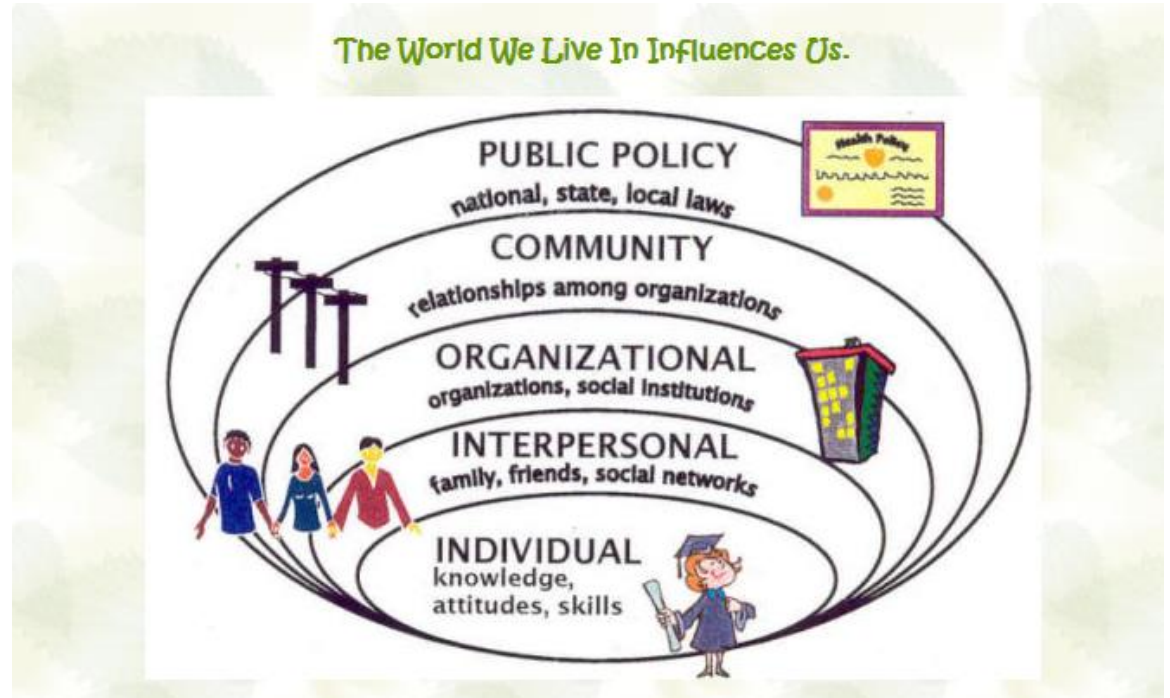 The World We Live In Influences Us.
Health Policy
PUBLIC POLICY
national, state, local laws
COMMUNITY
relationships among organizations
ORGANIZATIONAL
organizations, social institutions
INTERPERSONAL
family, friends, social networks
INDIVIDUAL
knowledge,
attitudes, skills